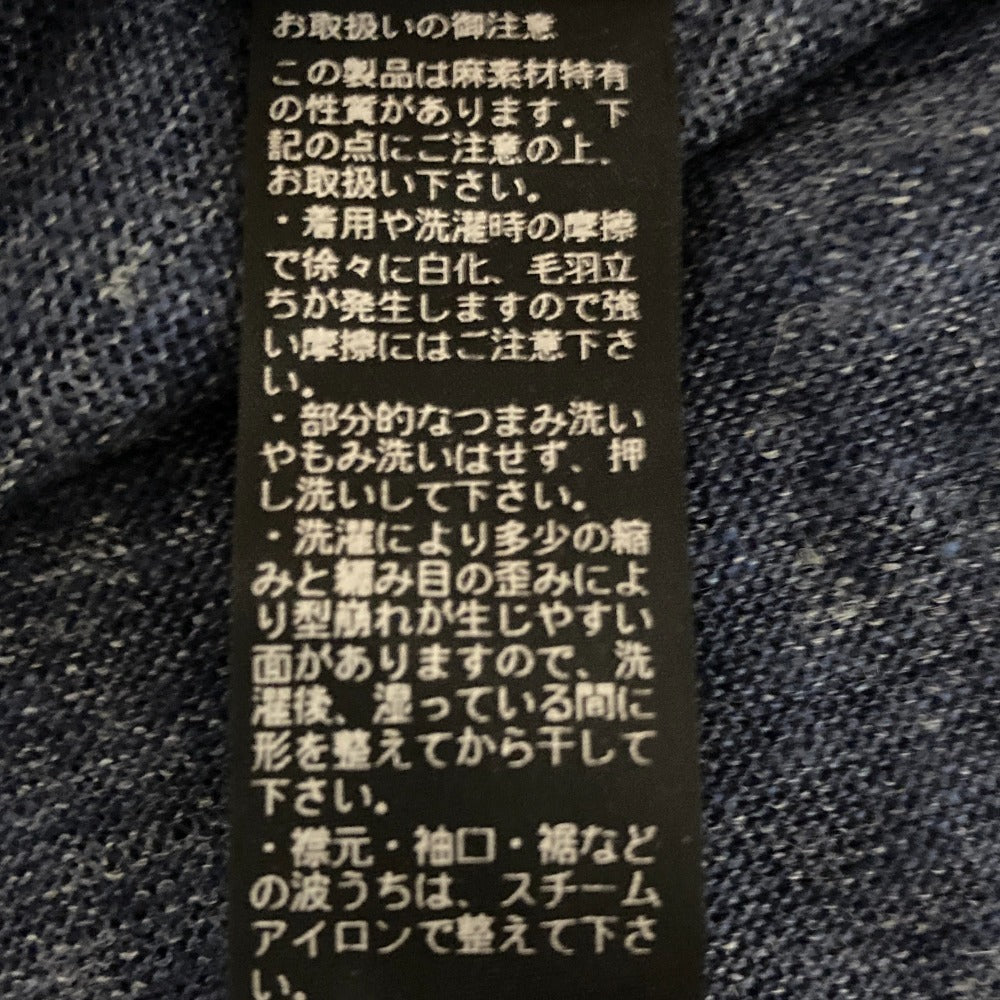 お取扱いの御注意
この製品は麻素材特有
の性質があります。下
記の点にご注意の上、
お取扱い下さい。
・着用や洗濯時の摩擦
で徐々に白化、毛羽立
ちが発生しますので強
い摩擦にはご注意下さ
い。
・部分的なつまみ洗い
やもみ洗いはせず、押
し洗いして下さい。
・洗濯により多少の縮
みと編み目の歪みによ
り型崩れが生じやすい
面がありますので、洗
濯後、湿っている間に
形を整えてから干して
下さい。
・襟元・袖口・裾など
の波うちは、スチーム
アイロンで整えて下さ
い。